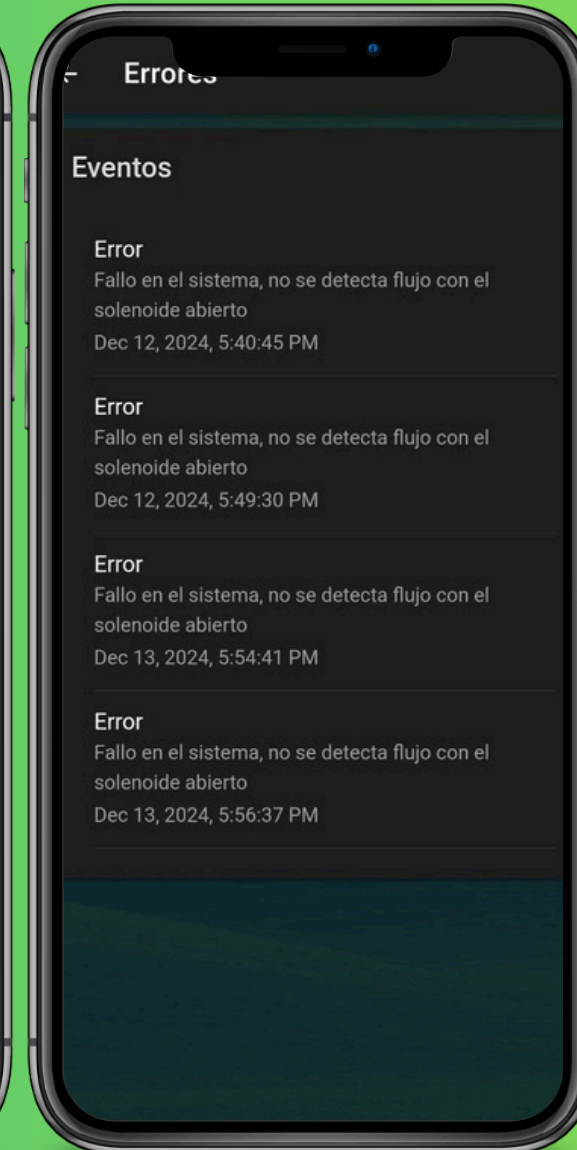 Errores
Eventos
Error
Fallo en el sistema, no se detecta flujo con el
solenoide abierto
Dec 12, 2024, 5:40:45 PM
Error
Fallo en el sistema, no se detecta flujo con el
solenoide abierto
Dec 12, 2024, 5:49:30 PM
Error
Fallo en el sistema, no se detecta flujo con el
solenoide abierto
Dec 13, 2024, 5:54:41 PM
Error
Fallo en el sistema, no se detecta flujo con el
solenoide abierto
Dec 13, 2024, 5:56:37 PM